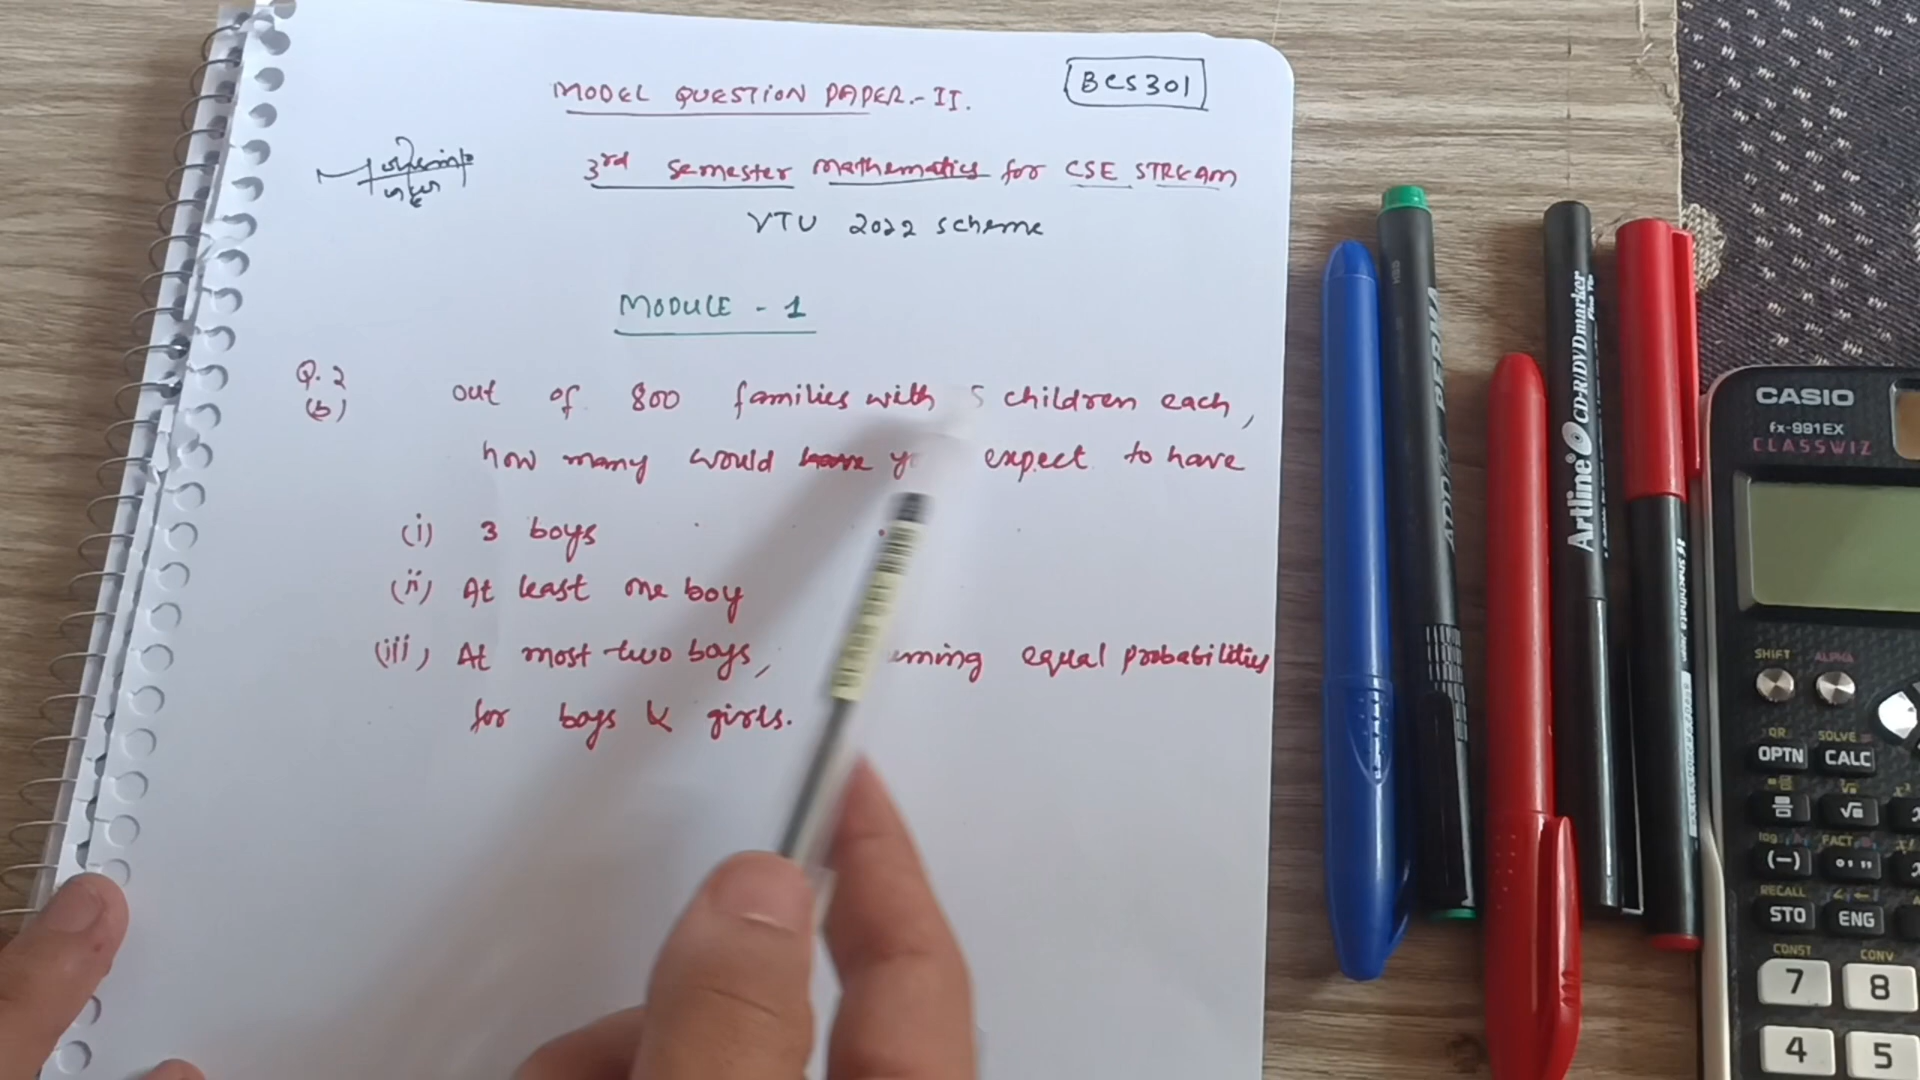 MODEL QUESTION PAPER.- II.
BCS301
3rd Semester mathematics for CSE STREAM
VTU 2022 scheme
MODULE - 1
Q. 2
(b)
out of 800 families with 5 children each,
how many would expect to have
(i) 3 boys
(ii) At least one boy
(iii) At most two boys, equal probabilities
for boys & girls.
Artline CD-R/DVD marker
CASIO
fx-991EX
CLASSWIZ
SHIFT ALPHA
QR SOLVE
OPTN CALC
log FACT
(−)
RECALL
STO ENG
CONST CONV
7 8
4 5